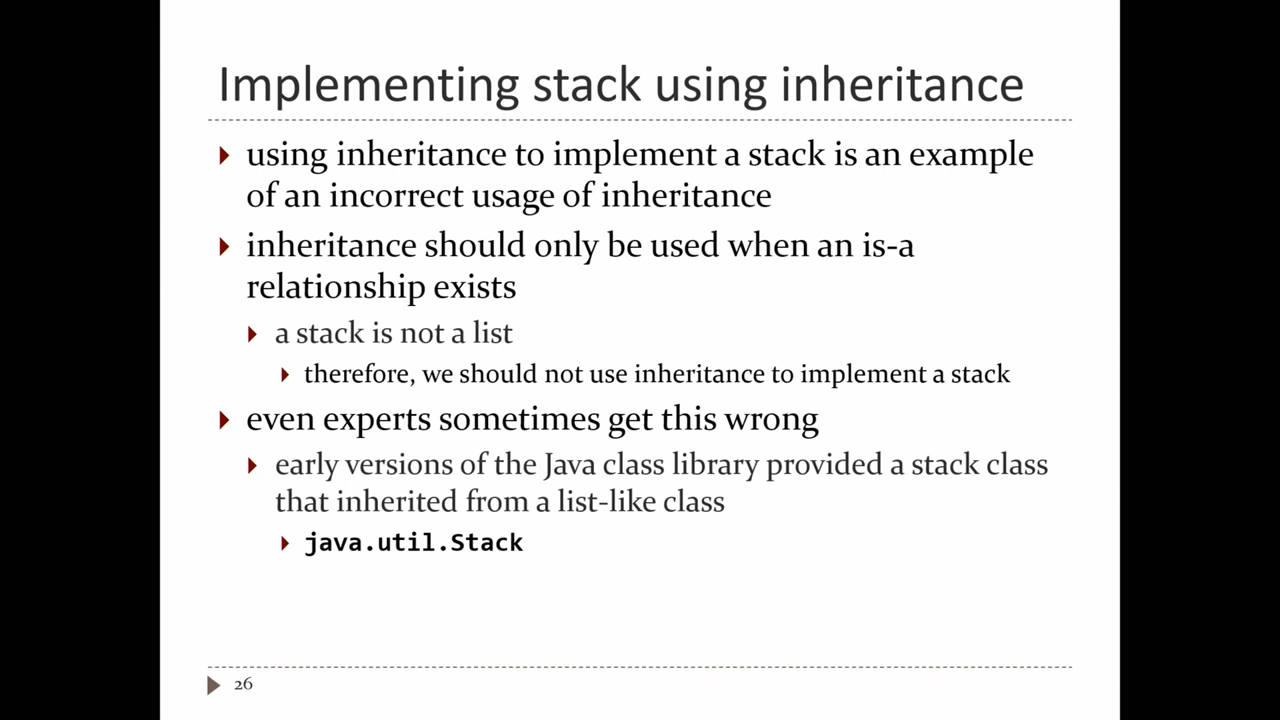 Implementing stack using inheritance
using inheritance to implement a stack is an example
of an incorrect usage of inheritance
inheritance should only be used when an is-a
relationship exists
a stack is not a list
therefore, we should not use inheritance to implement a stack
even experts sometimes get this wrong
early versions of the Java class library provided a stack class
that inherited from a list-like class
java.util.Stack
26